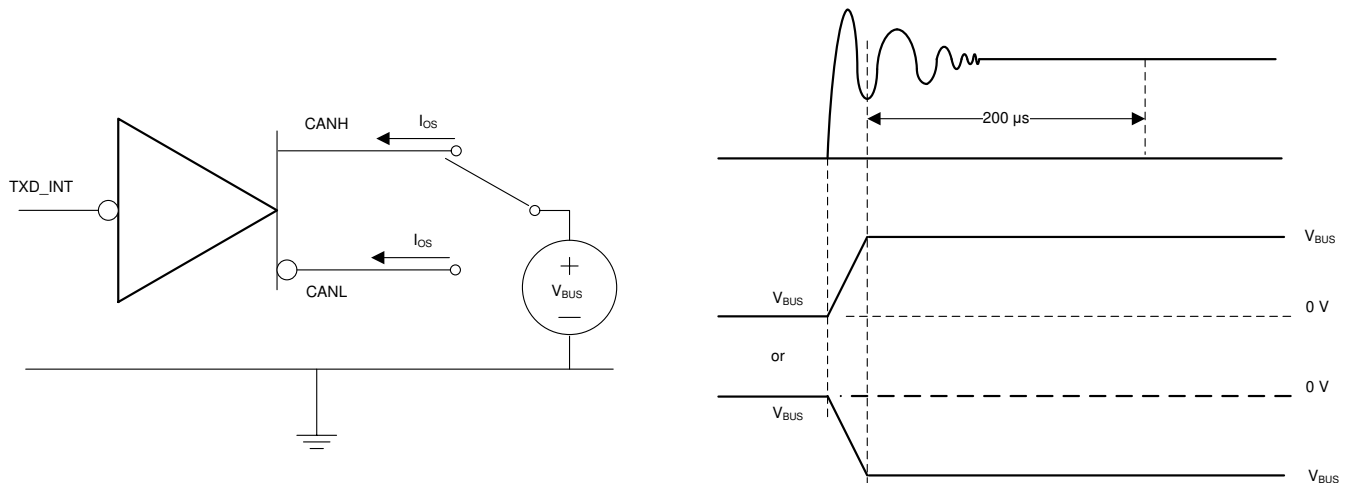 TXD_INT
CANH
I_OS
I_OS
CANL
+
V_BUS
−
200 µs
V_BUS
V_BUS
0 V
or
0 V
V_BUS
V_BUS